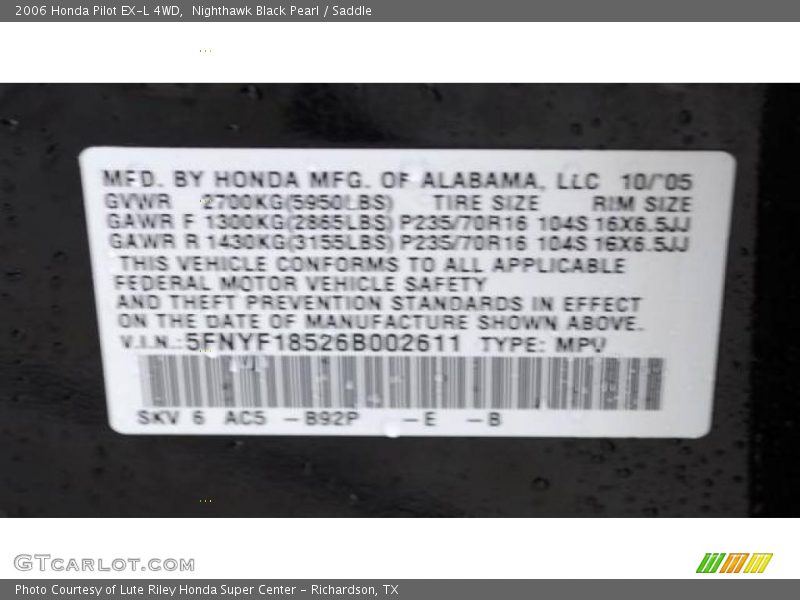 2006 Honda Pilot EX-L 4WD, Nighthawk Black Pearl / Saddle
MFD. BY HONDA MFG. OF ALABAMA, LLC 10/'05
GVWR 2700KG(5950LBS) TIRE SIZE RIM SIZE
GAWR F 1300KG(2865LBS) P235/70R16 104S 16X6.5JJ
GAWR R 1430KG(3155LBS) P235/70R16 104S 16X6.5JJ
THIS VEHICLE CONFORMS TO ALL APPLICABLE
FEDERAL MOTOR VEHICLE SAFETY
AND THEFT PREVENTION STANDARDS IN EFFECT
ON THE DATE OF MANUFACTURE SHOWN ABOVE.
V.I.N.: 5FNYF18526B002611 TYPE: MPV
SKV 6 AC5 -B92P -E -B
GTCARLOT.COM
Photo Courtesy of Lute Riley Honda Super Center - Richardson, TX